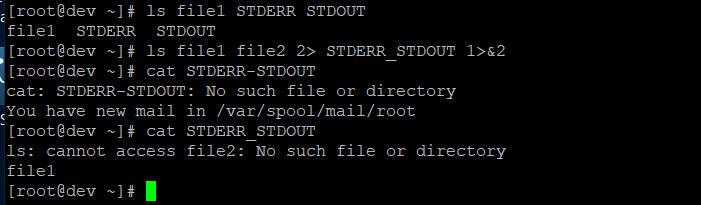 [root@dev ~]# ls file1 STDERR STDOUT
file1  STDERR  STDOUT
[root@dev ~]# ls file1 file2 2> STDERR_STDOUT 1>&2
[root@dev ~]# cat STDERR-STDOUT
cat: STDERR-STDOUT: No such file or directory
You have new mail in /var/spool/mail/root
[root@dev ~]# cat STDERR_STDOUT
ls: cannot access file2: No such file or directory
file1
[root@dev ~]#